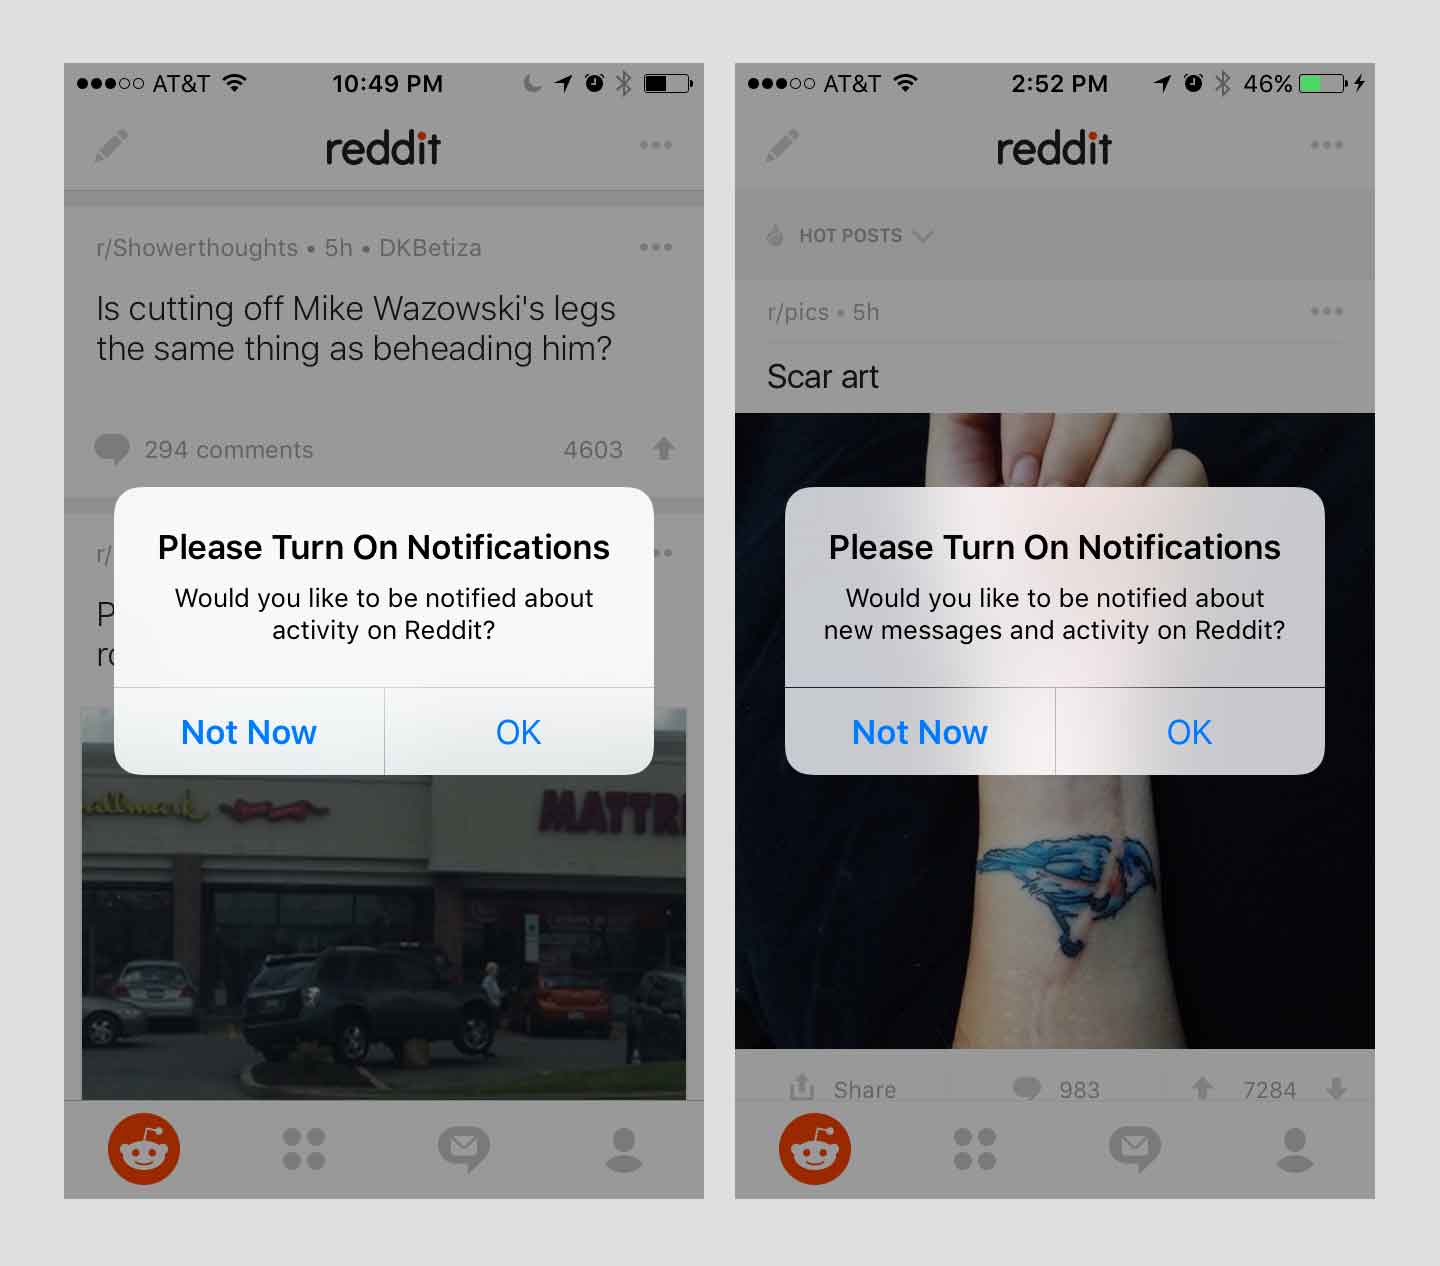 AT&T 10:49 PM
reddit
r/Showerthoughts • 5h • DKBetiza
Is cutting off Mike Wazowski's legs
the same thing as beheading him?
294 comments 4603
r/
Please Turn On Notifications
Would you like to be notified about
activity on Reddit?
Not Now OK
MATTR
AT&T 2:52 PM 46%
reddit
HOT POSTS
r/pics • 5h
Scar art
Please Turn On Notifications
Would you like to be notified about
new messages and activity on Reddit?
Not Now OK
Share 983 7284